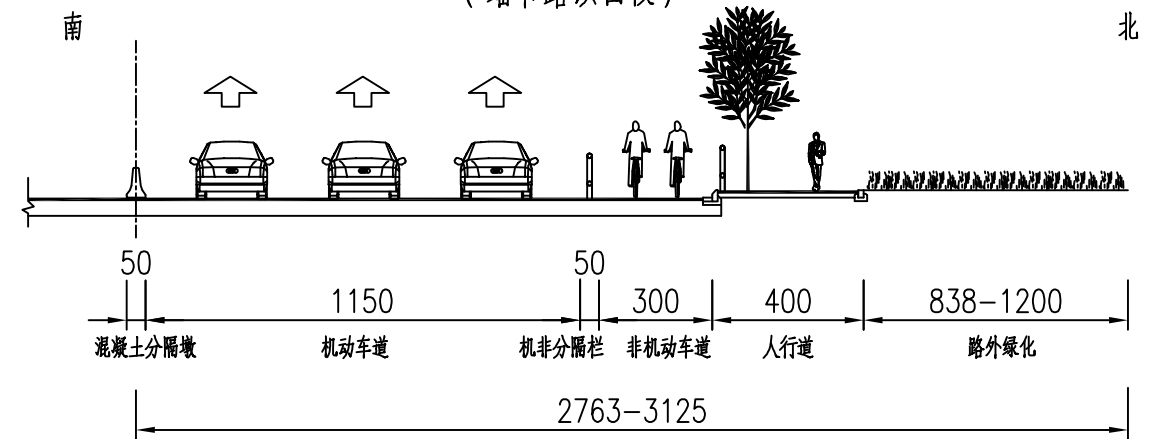 南
北
50
50
1150
300
400
838-1200
混凝土分隔墩
机动车道
机非分隔栏
非机动车道
人行道
路外绿化
2763-3125